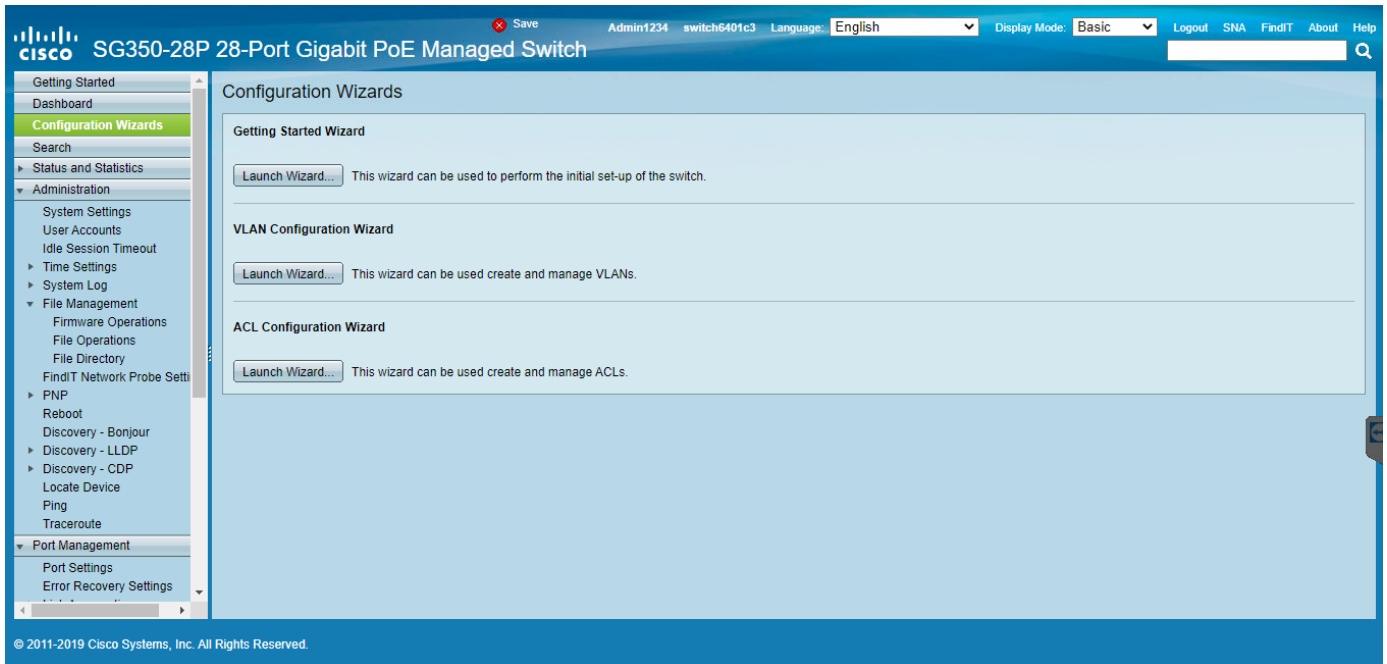 Save Admin1234 switch6401c3 Language: English Display Mode: Basic Logout SNA FindIT About Help
CISCO SG350-28P 28-Port Gigabit PoE Managed Switch
Getting Started
Dashboard
Configuration Wizards
Search
Status and Statistics
Administration
System Settings
User Accounts
Idle Session Timeout
Time Settings
System Log
File Management
Firmware Operations
File Operations
File Directory
FindIT Network Probe Setti
PNP
Reboot
Discovery - Bonjour
Discovery - LLDP
Discovery - CDP
Locate Device
Ping
Traceroute
Port Management
Port Settings
Error Recovery Settings
Configuration Wizards
Getting Started Wizard
Launch Wizard... This wizard can be used to perform the initial set-up of the switch.
VLAN Configuration Wizard
Launch Wizard... This wizard can be used create and manage VLANs.
ACL Configuration Wizard
Launch Wizard... This wizard can be used create and manage ACLs.
© 2011-2019 Cisco Systems, Inc. All Rights Reserved.